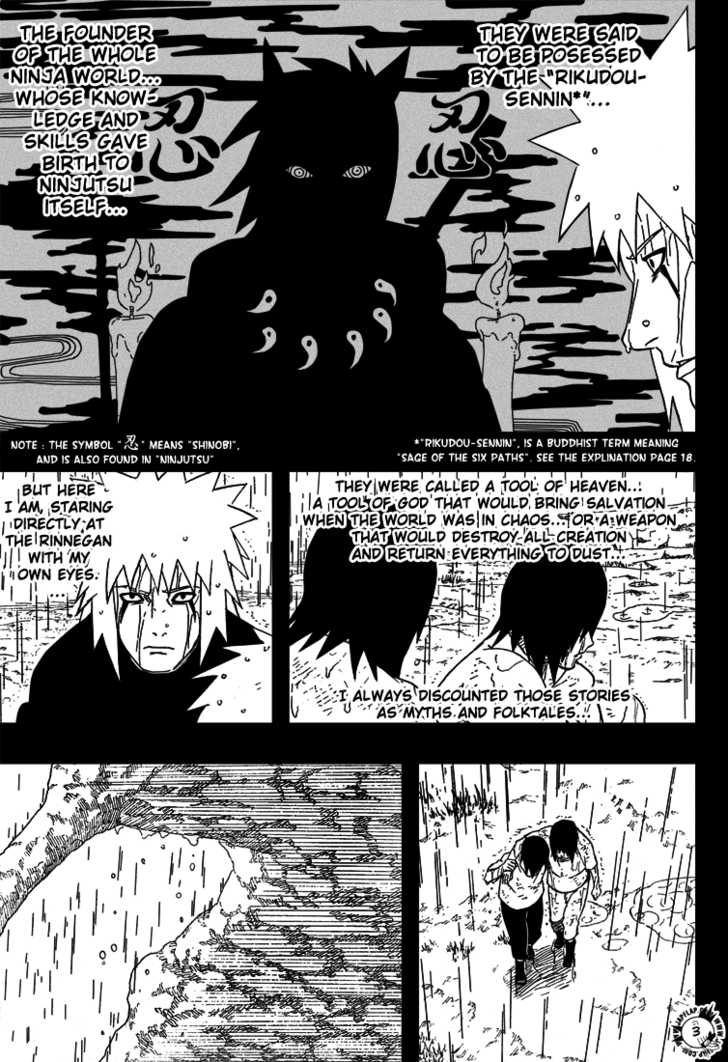 THEY WERE SAID
TO BE POSESSED
BY THE "RIKUDOU-
SENNIN*"...
THE FOUNDER
OF THE WHOLE
NINJA WORLD...
WHOSE KNOW-
LEDGE AND
SKILLS GAVE
BIRTH TO
NINJUTSU
ITSELF...
忍
忍
*"RIKUDOU-SENNIN", IS A BUDDHIST TERM MEANING
"SAGE OF THE SIX PATHS". SEE THE EXPLINATION PAGE 18.
NOTE : THE SYMBOL "忍" MEANS "SHINOBI",
AND IS ALSO FOUND IN "NINJUTSU"
THEY WERE CALLED A TOOL OF HEAVEN...
A TOOL OF GOD THAT WOULD BRING SALVATION
WHEN THE WORLD WAS IN CHAOS... OR A WEAPON
THAT WOULD DESTROY ALL CREATION
AND RETURN EVERYTHING TO DUST...
I ALWAYS DISCOUNTED THOSE STORIES
AS MYTHS AND FOLKTALES...
BUT HERE
I AM, STARING
DIRECTLY AT
THE RINNEGAN
WITH MY
OWN EYES.
...
3